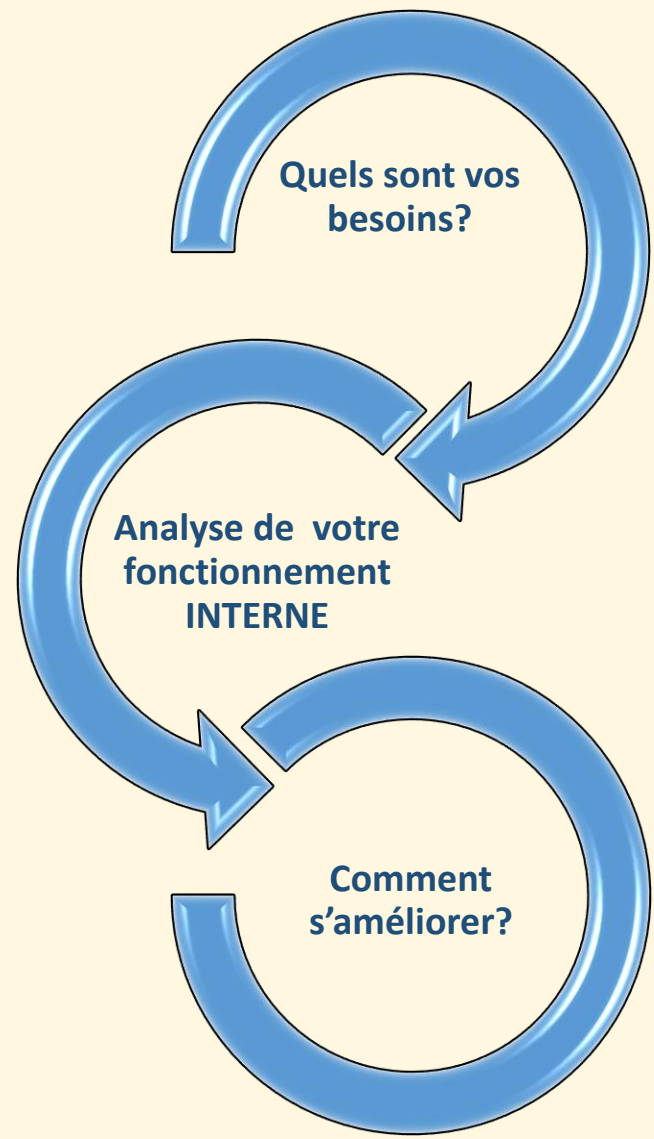 Quels sont vos
besoins?
Analyse de  votre
fonctionnement
INTERNE
Comment
s’améliorer?